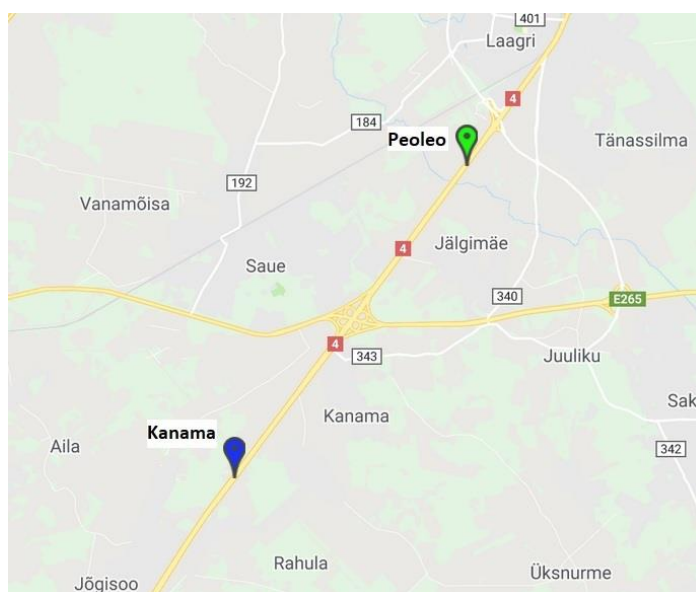 401
Laagri
4
184
Peoleo
Tänassilma
192
Vanamõisa
Jälgimäe
4
Saue
340
E265
4
343
Juuliku
Sak
Kanama
Kanama
Aila
342
Rahula
Üksnurme
Jõgisoo